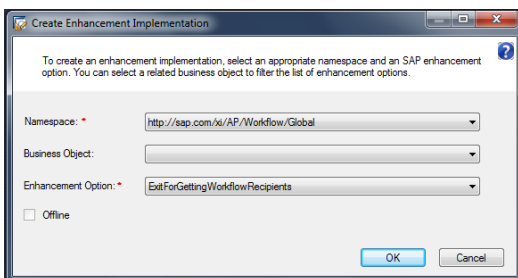 Create Enhancement Implementation
To create an enhancement implementation, select an appropriate namespace and an SAP enhancement
option. You can select a related business object to filter the list of enhancement options.
Namespace: * http://sap.com/xi/AP/Workflow/Global
Business Object:
Enhancement Option: * ExitForGettingWorkflowRecipients
Offline
OK Cancel